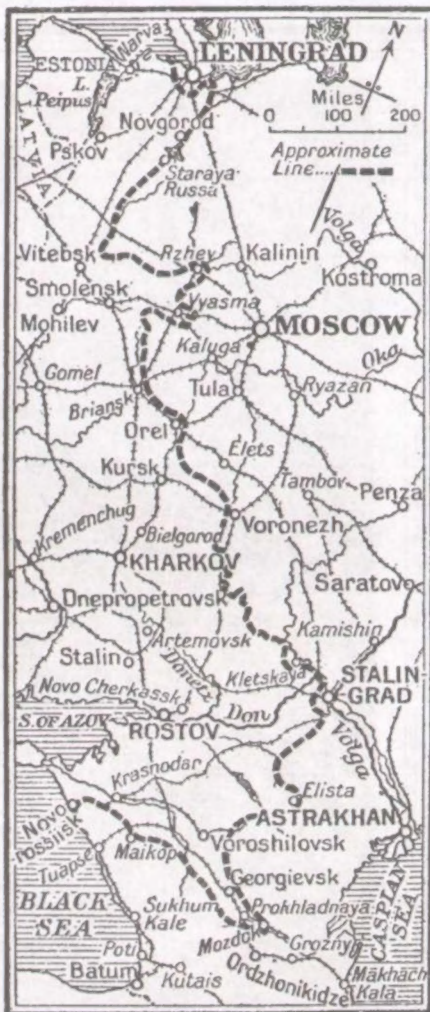 Narva
LENINGRAD
N
ESTONIA
L.
Peipus
Miles
0 100 200
LATVIA
Novgorod
Pskov
Staraya
Russa
Approximate
Line....
Volga
Vitebsk
Rzhev
Kalinin
Kostroma
Smolensk
Vyasma
Mohilev
MOSCOW
Kaluga
Oka
Gomel
Tula
Ryazan
Briansk
Orel
Elets
Kursk
Tambov
Penza
Kremenchug
Bielgorod
Voronezh
KHARKOV
Saratov
Dnepropetrovsk
Kamishin
Artemovsk
Stalin
Donetz
Kletskaya
STALIN-
GRAD
Novo Cherkassk
Don
S. OF AZOV
ROSTOV
Volga
Krasnodar
Elista
Novo
rossiisk
ASTRAKHAN
Voroshilovsk
Maikop
Tuapse
Georgievsk
BLACK
SEA
Sukhum
Kale
Prokhladnaya
CASPIAN
SEA
Mozdok
Grozny
Poti
Ordzhonikidze
Batum
Kutais
Mäkhach
Kala